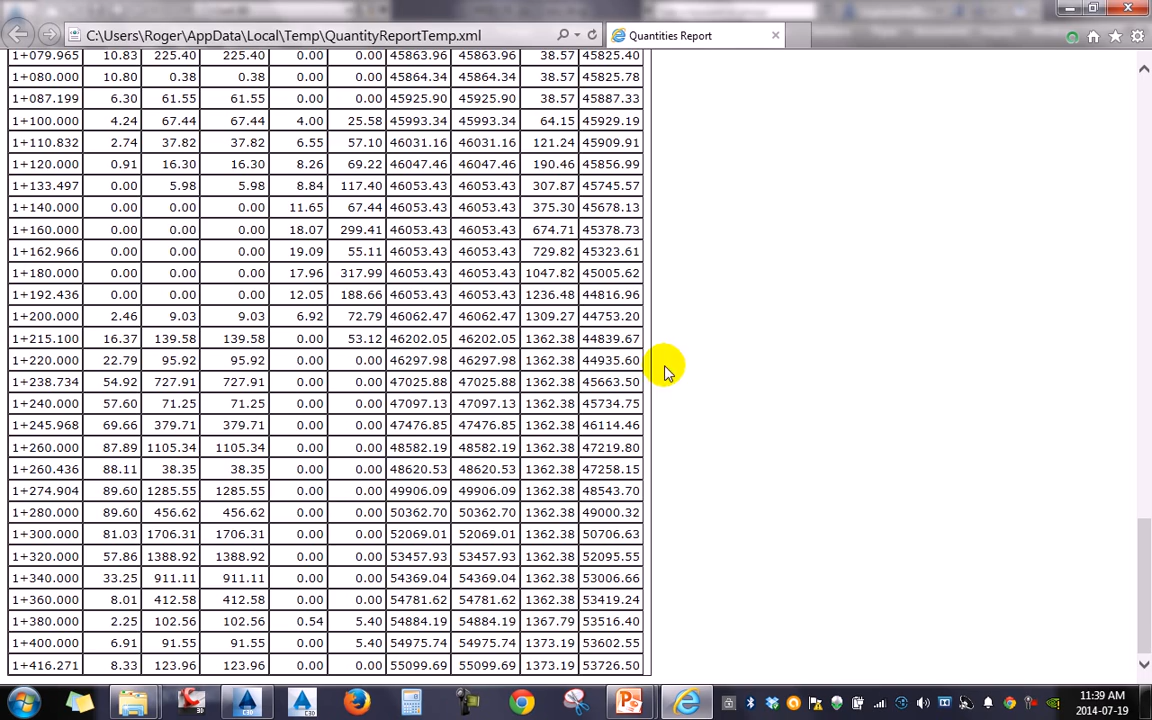 C:\Users\Roger\AppData\Local\Temp\QuantityReportTemp.xml
Quantities Report
1+079.965 10.83 225.40 225.40 0.00 0.00 45863.96 45863.96 38.57 45825.40
1+080.000 10.80 0.38 0.38 0.00 0.00 45864.34 45864.34 38.57 45825.78
1+087.199 6.30 61.55 61.55 0.00 0.00 45925.90 45925.90 38.57 45887.33
1+100.000 4.24 67.44 67.44 4.00 25.58 45993.34 45993.34 64.15 45929.19
1+110.832 2.74 37.82 37.82 6.55 57.10 46031.16 46031.16 121.24 45909.91
1+120.000 0.91 16.30 16.30 8.26 69.22 46047.46 46047.46 190.46 45856.99
1+133.497 0.00 5.98 5.98 8.84 117.40 46053.43 46053.43 307.87 45745.57
1+140.000 0.00 0.00 0.00 11.65 67.44 46053.43 46053.43 375.30 45678.13
1+160.000 0.00 0.00 0.00 18.07 299.41 46053.43 46053.43 674.71 45378.73
1+162.966 0.00 0.00 0.00 19.09 55.11 46053.43 46053.43 729.82 45323.61
1+180.000 0.00 0.00 0.00 17.96 317.99 46053.43 46053.43 1047.82 45005.62
1+192.436 0.00 0.00 0.00 12.05 188.66 46053.43 46053.43 1236.48 44816.96
1+200.000 2.46 9.03 9.03 6.92 72.79 46062.47 46062.47 1309.27 44753.20
1+215.100 16.37 139.58 139.58 0.00 53.12 46202.05 46202.05 1362.38 44839.67
1+220.000 22.79 95.92 95.92 0.00 0.00 46297.98 46297.98 1362.38 44935.60
1+238.734 54.92 727.91 727.91 0.00 0.00 47025.88 47025.88 1362.38 45663.50
1+240.000 57.60 71.25 71.25 0.00 0.00 47097.13 47097.13 1362.38 45734.75
1+245.968 69.66 379.71 379.71 0.00 0.00 47476.85 47476.85 1362.38 46114.46
1+260.000 87.89 1105.34 1105.34 0.00 0.00 48582.19 48582.19 1362.38 47219.80
1+260.436 88.11 38.35 38.35 0.00 0.00 48620.53 48620.53 1362.38 47258.15
1+274.904 89.60 1285.55 1285.55 0.00 0.00 49906.09 49906.09 1362.38 48543.70
1+280.000 89.60 456.62 456.62 0.00 0.00 50362.70 50362.70 1362.38 49000.32
1+300.000 81.03 1706.31 1706.31 0.00 0.00 52069.01 52069.01 1362.38 50706.63
1+320.000 57.86 1388.92 1388.92 0.00 0.00 53457.93 53457.93 1362.38 52095.55
1+340.000 33.25 911.11 911.11 0.00 0.00 54369.04 54369.04 1362.38 53006.66
1+360.000 8.01 412.58 412.58 0.00 0.00 54781.62 54781.62 1362.38 53419.24
1+380.000 2.25 102.56 102.56 0.54 5.40 54884.19 54884.19 1367.79 53516.40
1+400.000 6.91 91.55 91.55 0.00 5.40 54975.74 54975.74 1373.19 53602.55
1+416.271 8.33 123.96 123.96 0.00 0.00 55099.69 55099.69 1373.19 53726.50
11:39 AM
2014-07-19